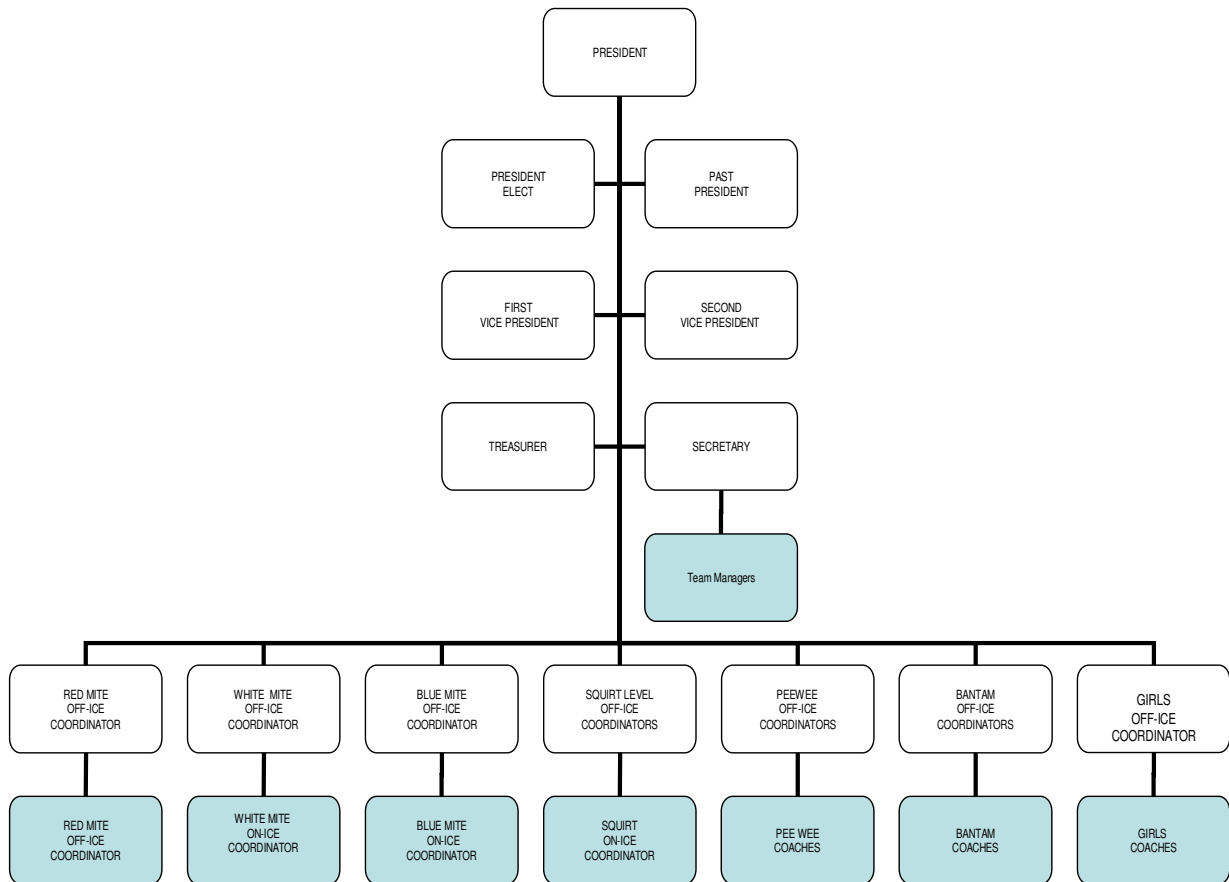 PRESIDENT
PRESIDENT
ELECT
PAST
PRESIDENT
FIRST
VICE PRESIDENT
SECOND
VICE PRESIDENT
TREASURER
SECRETARY
Team Managers
RED MITE
OFF-ICE
COORDINATOR
WHITE MITE
OFF-ICE
COORDINATOR
BLUE MITE
OFF-ICE
COORDINATOR
SQUIRT LEVEL
OFF-ICE
COORDINATORS
PEEWEE
OFF-ICE
COORDINATORS
BANTAM
OFF-ICE
COORDINATORS
GIRLS
OFF-ICE
COORDINATOR
RED MITE
OFF-ICE
COORDINATOR
WHITE MITE
ON-ICE
COORDINATOR
BLUE MITE
ON-ICE
COORDINATOR
SQUIRT
ON-ICE
COORDINATOR
PEE WEE
COACHES
BANTAM
COACHES
GIRLS
COACHES